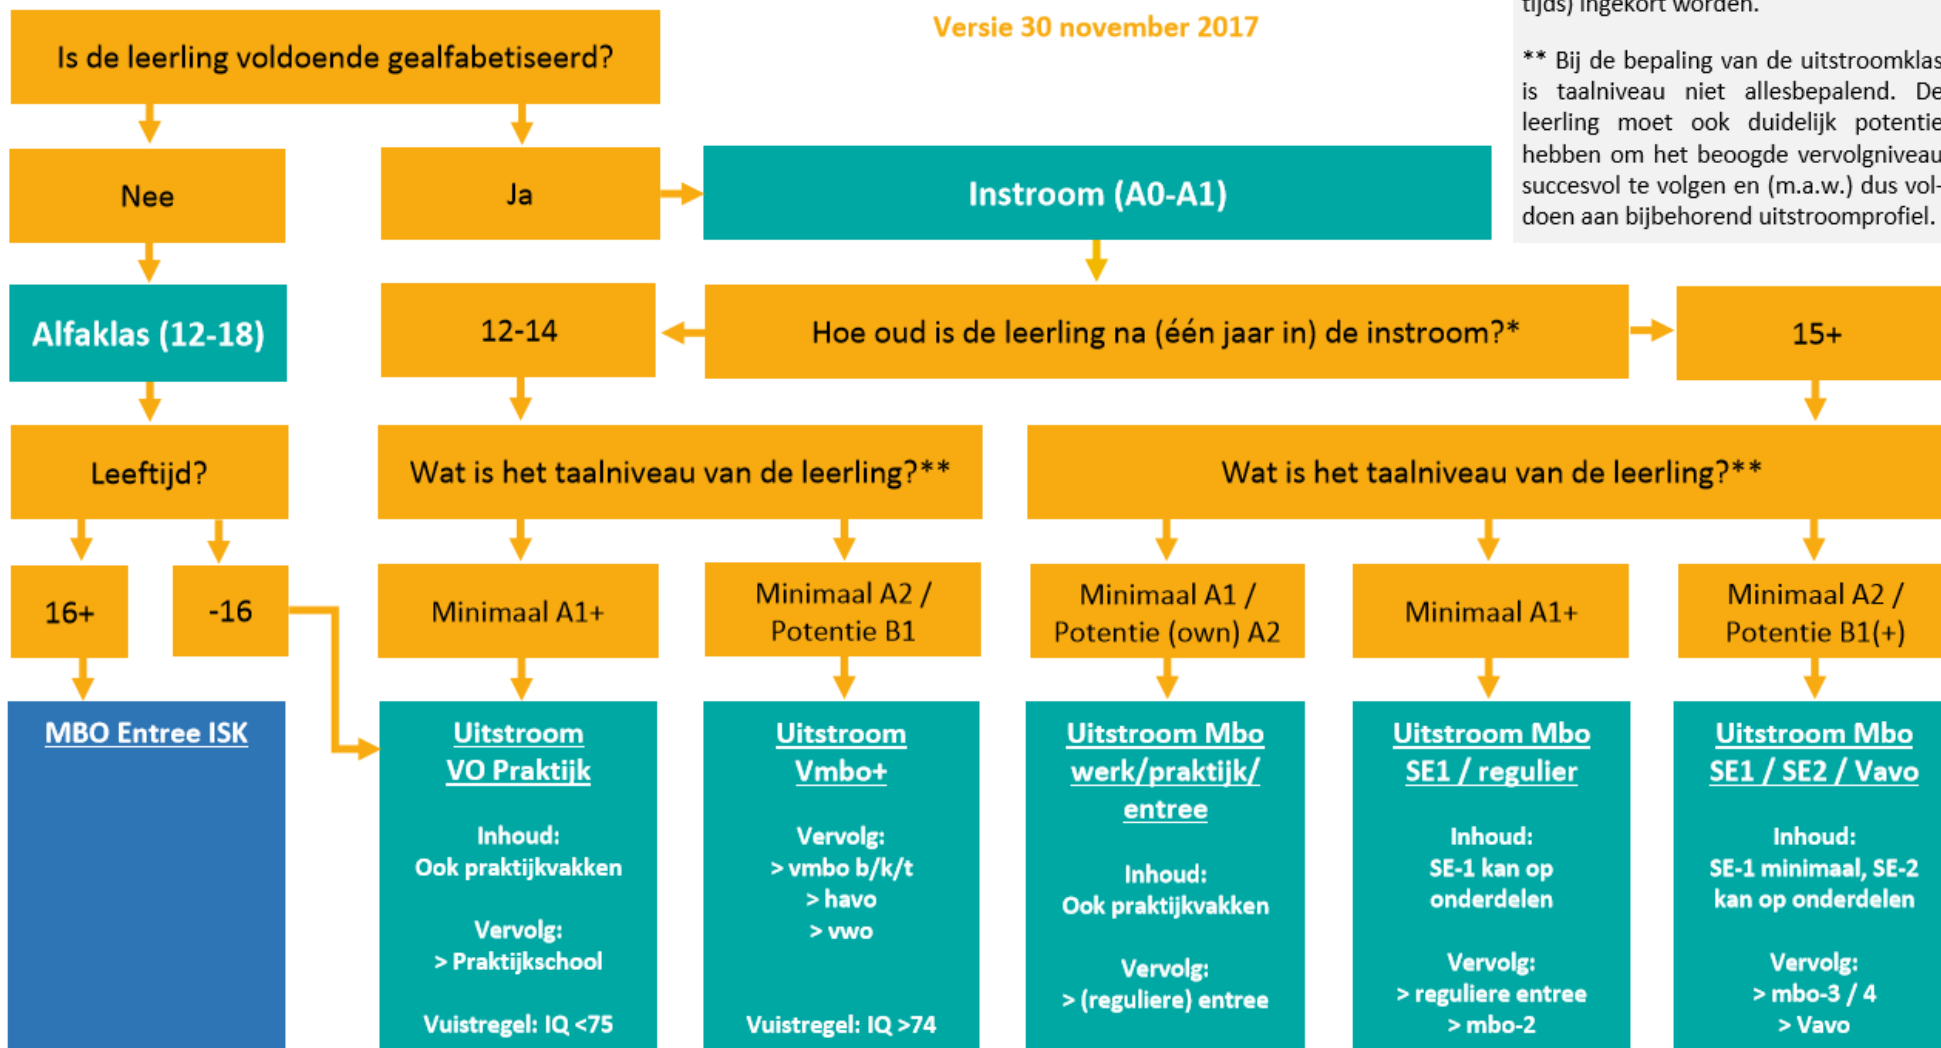 Versie 30 november 2017
tijds) ingekort worden.
** Bij de bepaling van de uitstroomklas
is taalniveau niet allesbepalend. De
leerling moet ook duidelijk potentie
hebben om het beoogde vervolgniveau
succesvol te volgen en (m.a.w.) dus vol-
doen aan bijbehorend uitstroomprofiel.
Is de leerling voldoende gealfabetiseerd?
Nee
Ja
Instroom (A0-A1)
Alfaklas (12-18)
12-14
Hoe oud is de leerling na (één jaar in) de instroom?*
15+
Leeftijd?
Wat is het taalniveau van de leerling?**
Wat is het taalniveau van de leerling?**
16+
-16
Minimaal A1+
Minimaal A2 /
Potentie B1
Minimaal A1 /
Potentie (own) A2
Minimaal A1+
Minimaal A2 /
Potentie B1(+)
MBO Entree ISK
Uitstroom
VO Praktijk
Inhoud:
Ook praktijkvakken
Vervolg:
> Praktijkschool
Vuistregel: IQ <75
Uitstroom
Vmbo+
Vervolg:
> vmbo b/k/t
> havo
> vwo
Vuistregel: IQ >74
Uitstroom Mbo
werk/praktijk/
entree
Inhoud:
Ook praktijkvakken
Vervolg:
> (reguliere) entree
Uitstroom Mbo
SE1 / regulier
Inhoud:
SE-1 kan op
onderdelen
Vervolg:
> reguliere entree
> mbo-2
Uitstroom Mbo
SE1 / SE2 / Vavo
Inhoud:
SE-1 minimaal, SE-2
kan op onderdelen
Vervolg:
> mbo-3 / 4
> Vavo